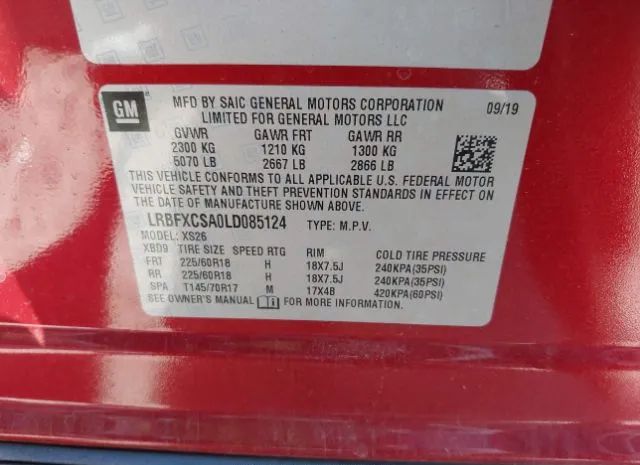 GM
MFD BY SAIC GENERAL MOTORS CORPORATION 09/19
LIMITED FOR GENERAL MOTORS LLC
GVWR GAWR FRT GAWR RR
2300 KG 1210 KG 1300 KG
5070 LB 2667 LB 2866 LB
THIS VEHICLE CONFORMS TO ALL APPLICABLE U.S. FEDERAL MOTOR
VEHICLE SAFETY AND THEFT PREVENTION STANDARDS IN EFFECT
ON THE DATE OF MANUFACTURE SHOWN ABOVE.
LRBFXCSA0LD085124 TYPE: M.P.V.
MODEL: XS26
XBD9 TIRE SIZE SPEED RTG RIM COLD TIRE PRESSURE
FRT 225/60R18 H 18X7.5J 240KPA(35PSI)
RR 225/60R18 H 18X7.5J 240KPA(35PSI)
SPA T145/70R17 M 17X4B 420KPA(60PSI)
SEE OWNER'S MANUAL FOR MORE INFORMATION.